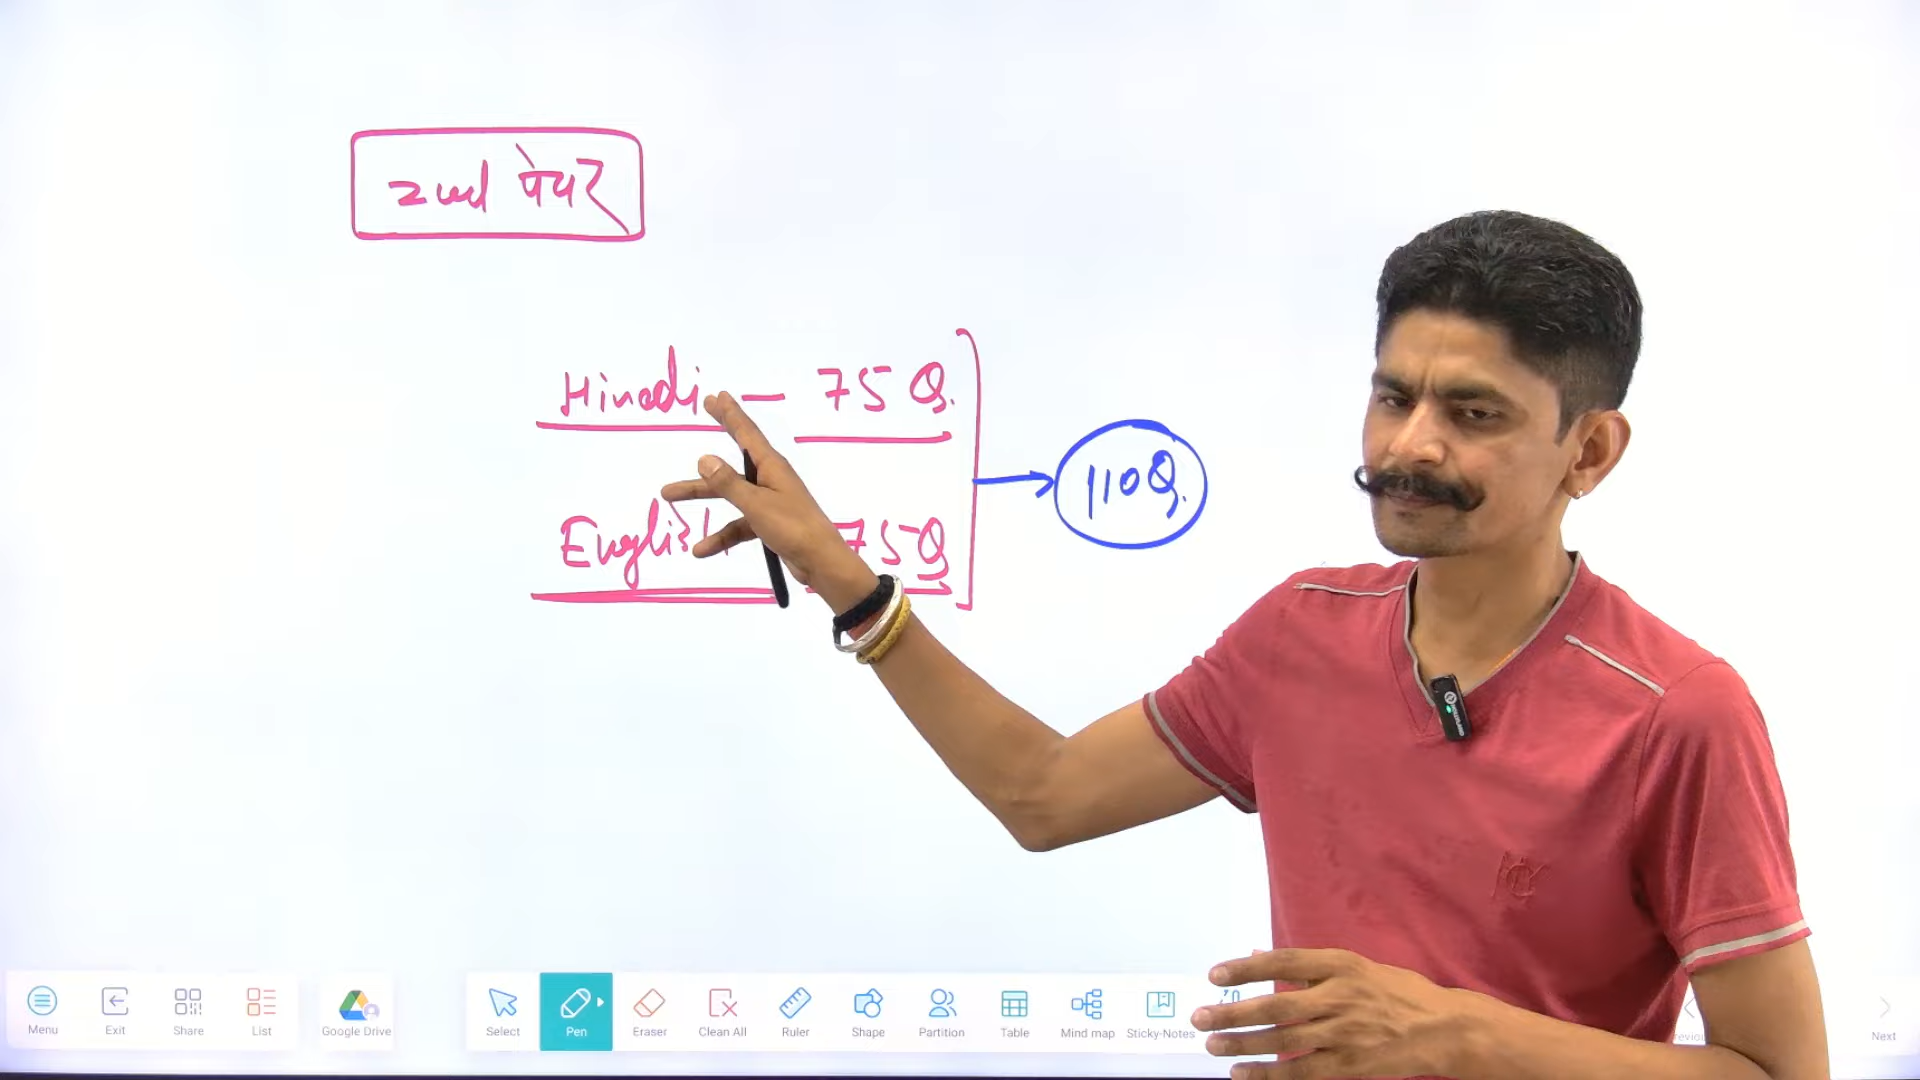 2nd पेपर
Hindi — 75 Q.
110 Q.
English 75 Q
Menu
Exit
Share
List
Google Drive
Select
Pen
Eraser
Clean All
Ruler
Shape
Partition
Table
Mind map
Sticky-Notes
Next